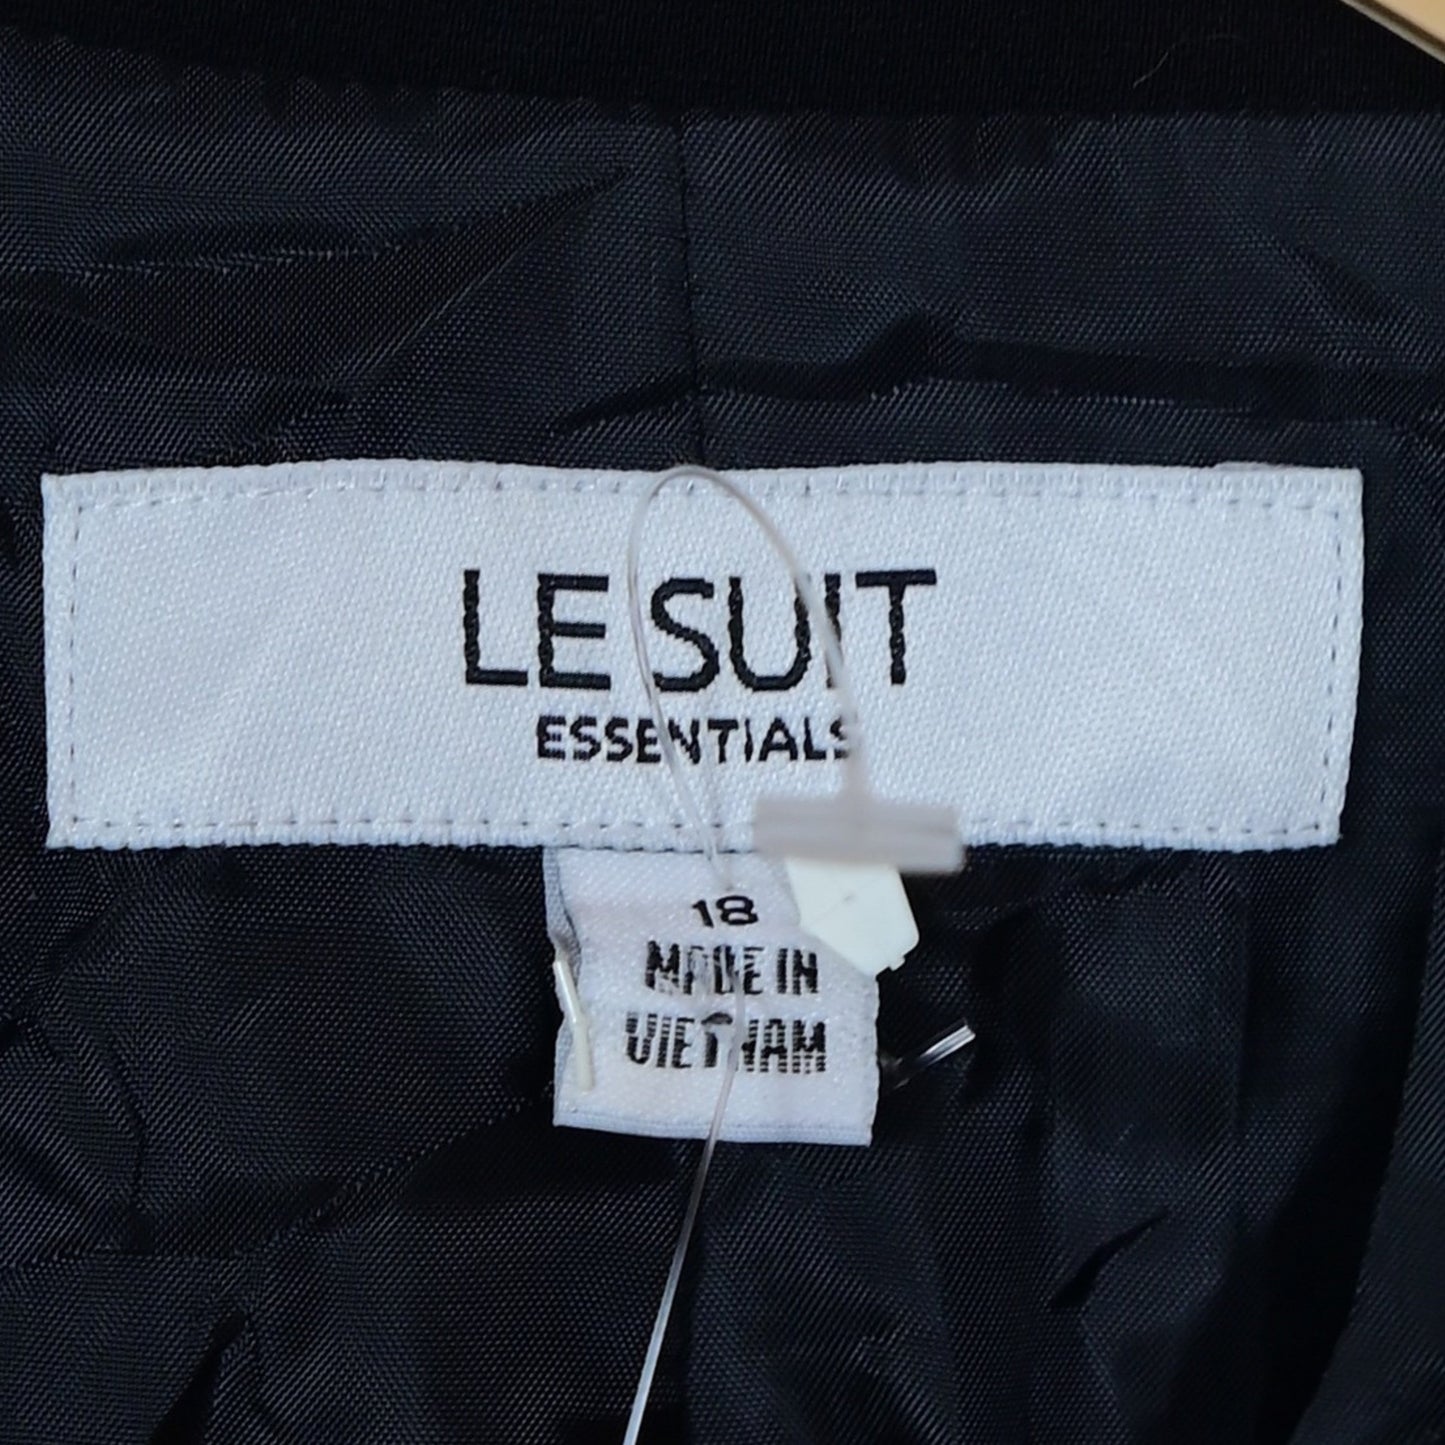 LE SUIT
ESSENTIALS
18
MADE IN
VIETNAM